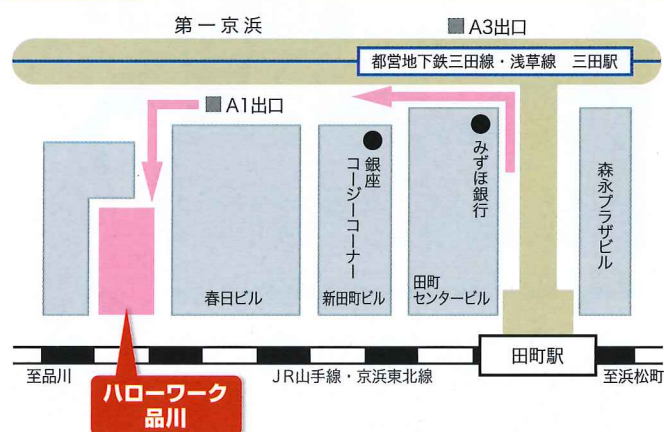 第一京浜
A3出口
都営地下鉄三田線・浅草線 三田駅
A1出口
銀座
コージーコーナー
みずほ銀行
森永プラザビル
春日ビル
新田町ビル
田町
センタービル
田町駅
至品川
JR山手線・京浜東北線
至浜松町
ハローワーク
品川